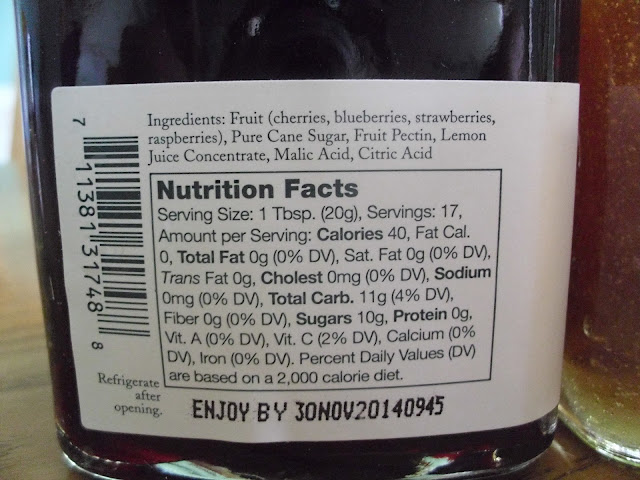 Ingredients: Fruit (cherries, blueberries, strawberries,
raspberries), Pure Cane Sugar, Fruit Pectin, Lemon
Juice Concentrate, Malic Acid, Citric Acid
Nutrition Facts
Serving Size: 1 Tbsp. (20g), Servings: 17,
Amount per Serving: Calories 40, Fat Cal.
0, Total Fat 0g (0% DV), Sat. Fat 0g (0% DV),
Trans Fat 0g, Cholest 0mg (0% DV), Sodium
0mg (0% DV), Total Carb. 11g (4% DV),
Fiber 0g (0% DV), Sugars 10g, Protein 0g,
Vit. A (0% DV), Vit. C (2% DV), Calcium (0%
DV), Iron (0% DV). Percent Daily Values (DV)
are based on a 2,000 calorie diet.
7 11381 31748 8
Refrigerate
after
opening.
ENJOY BY 30NOV20140945